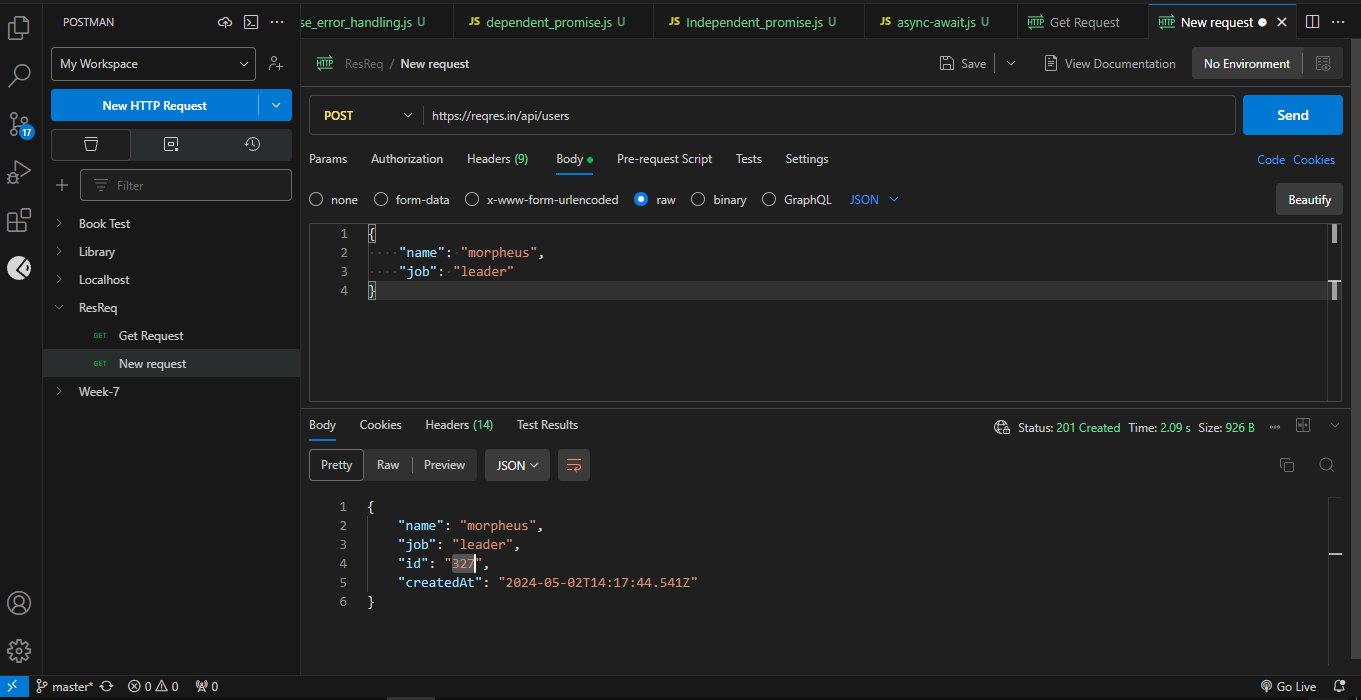 POSTMAN
My Workspace
New HTTP Request
Filter
Book Test
Library
Localhost
ResReq
GET Get Request
GET New request
Week-7
17
se_error_handling.js U
JS dependent_promise.js U
JS Independent_promise.js U
JS async-await.js U
HTTP Get Request
HTTP New request
HTTP ResReq / New request
Save
View Documentation
No Environment
POST
https://reqres.in/api/users
Send
Params Authorization Headers (9) Body Pre-request Script Tests Settings
Code Cookies
none form-data x-www-form-urlencoded raw binary GraphQL JSON
Beautify
1 {
2 "name": "morpheus",
3 "job": "leader"
4 }
Body Cookies Headers (14) Test Results
Status: 201 Created Time: 2.09 s Size: 926 B
Pretty Raw Preview JSON
1 {
2 "name": "morpheus",
3 "job": "leader",
4 "id": "327",
5 "createdAt": "2024-05-02T14:17:44.541Z"
6 }
master* 0 0 0
Go Live